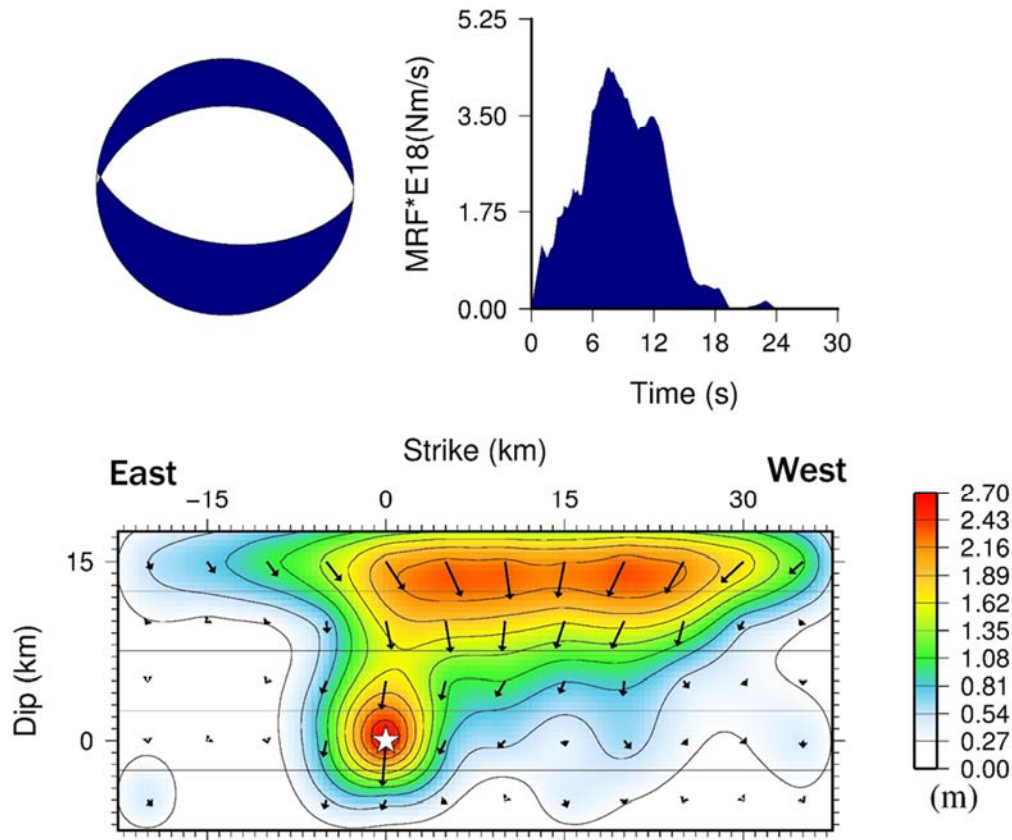 5.25
3.50
1.75
0.00
MRF*E18(Nm/s)
0 6 12 18 24 30
Time (s)
Strike (km)
East West
−15 0 15 30
15
0
Dip (km)
2.70
2.43
2.16
1.89
1.62
1.35
1.08
0.81
0.54
0.27
0.00
(m)